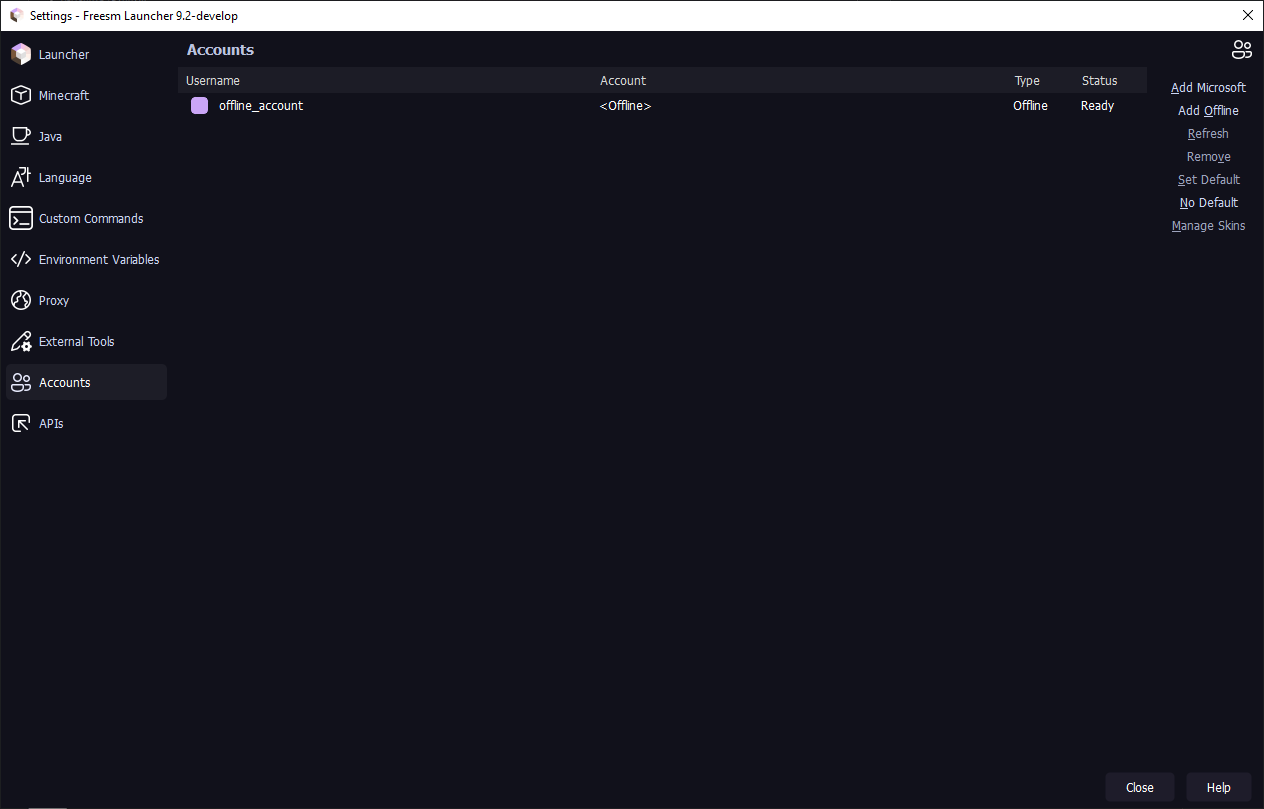 Settings - Freesm Launcher 9.2-develop
Launcher
Minecraft
Java
Language
Custom Commands
Environment Variables
Proxy
External Tools
Accounts
APIs
Accounts
Username Account Type Status
offline_account <Offline> Offline Ready
Add Microsoft
Add Offline
Refresh
Remove
Set Default
No Default
Manage Skins
Close Help